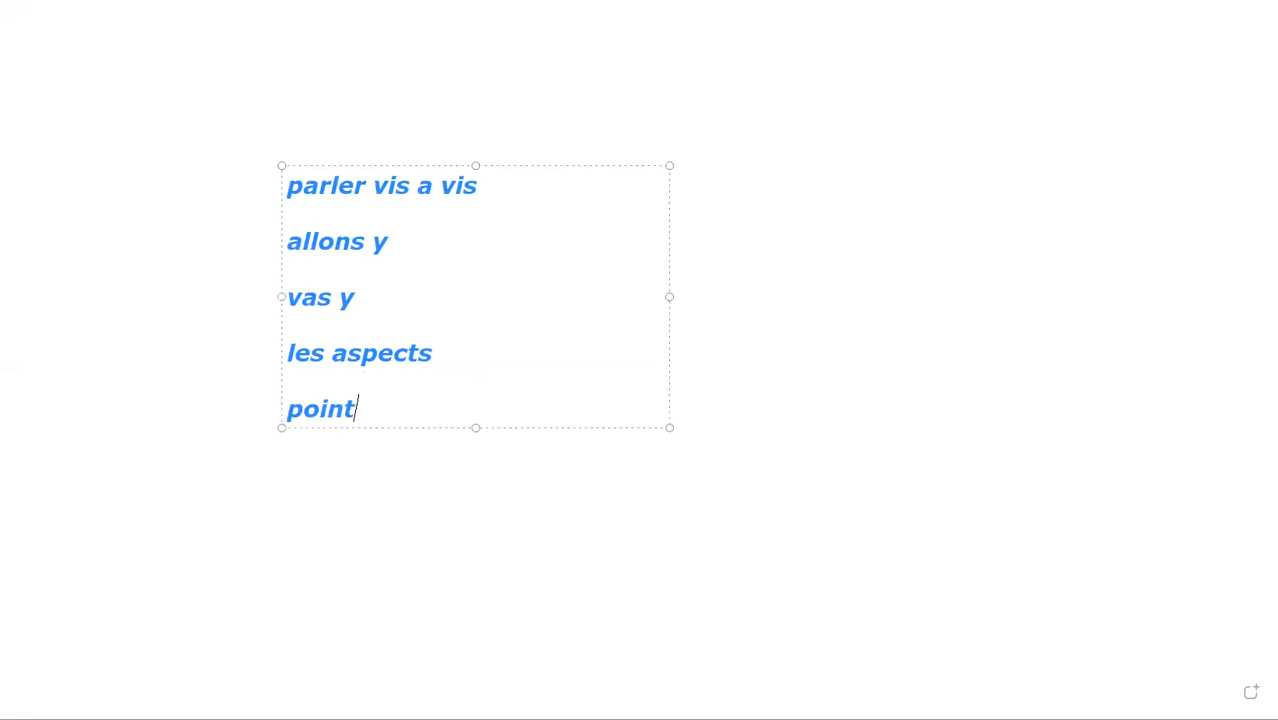 parler vis a vis
allons y
vas y
les aspects
point